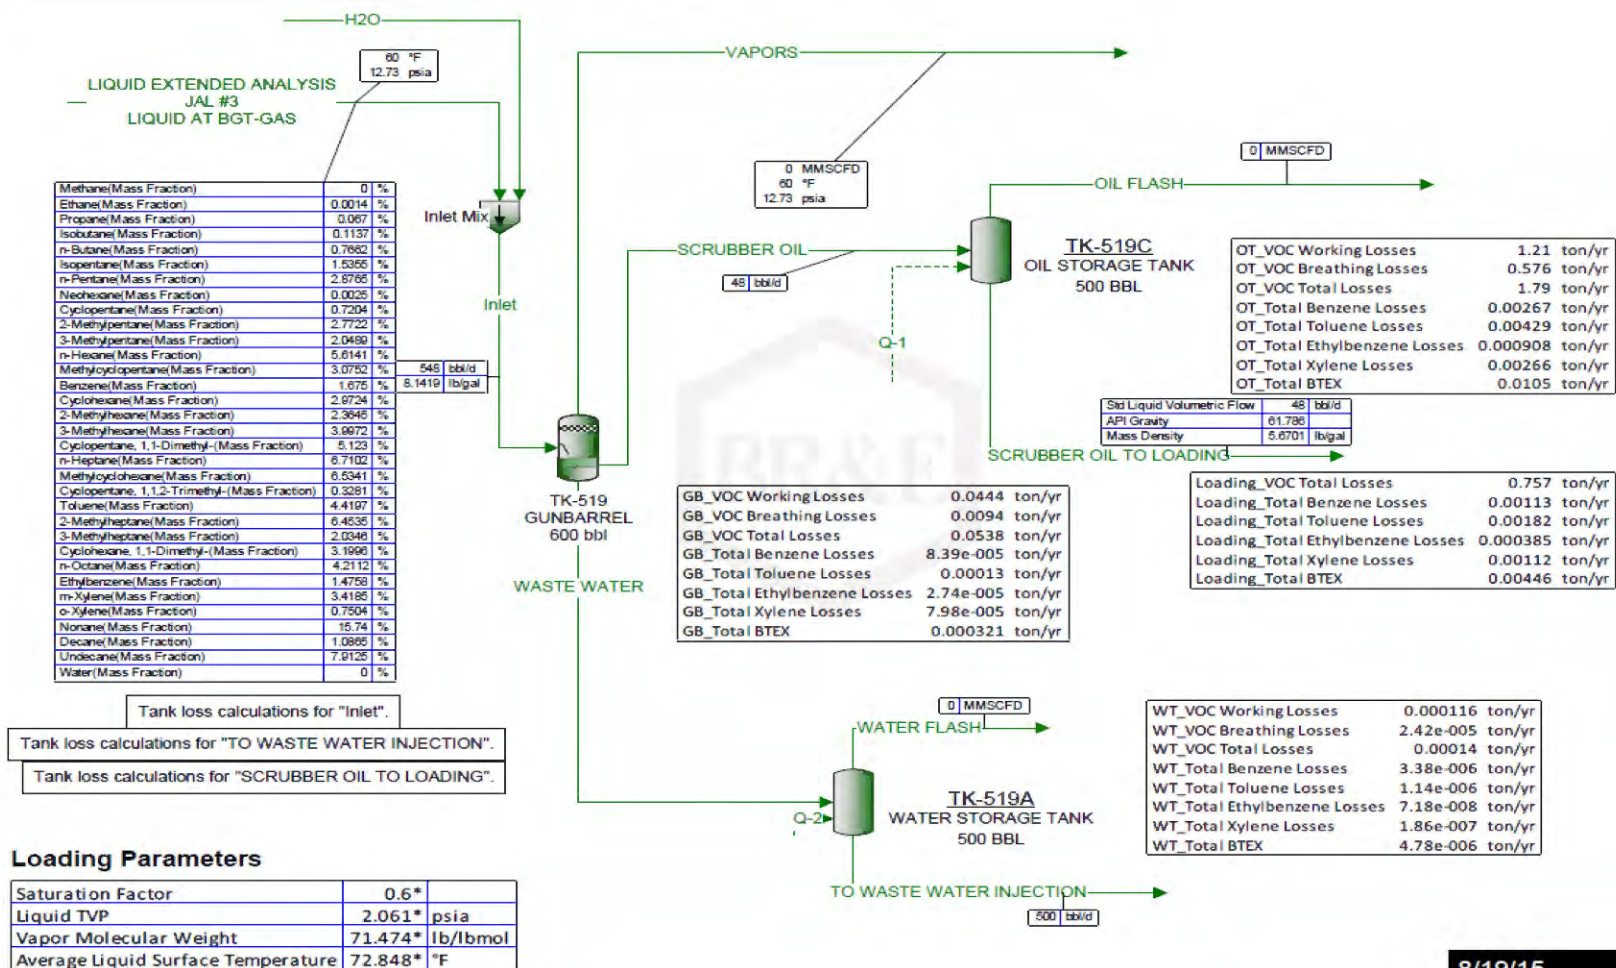 H2O
60 °F
12.73 psia
LIQUID EXTENDED ANALYSIS
JAL #3
LIQUID AT BGT-GAS
VAPORS
0 MMSCFD
60 °F
12.73 psia
0 MMSCFD
OIL FLASH
Methane(Mass Fraction) 0 %
Ethane(Mass Fraction) 0.0014 %
Propane(Mass Fraction) 0.067 %
Isobutane(Mass Fraction) 0.1137 %
n-Butane(Mass Fraction) 0.7662 %
Isopentane(Mass Fraction) 1.5355 %
n-Pentane(Mass Fraction) 2.8765 %
Neohexane(Mass Fraction) 0.0025 %
Cyclopentane(Mass Fraction) 0.7204 %
2-Methylpentane(Mass Fraction) 2.7722 %
3-Methylpentane(Mass Fraction) 2.0489 %
n-Hexane(Mass Fraction) 5.6141 %
Methylcyclopentane(Mass Fraction) 3.0752 %
Benzene(Mass Fraction) 1.675 %
Cyclohexane(Mass Fraction) 2.9724 %
2-Methylhexane(Mass Fraction) 2.3645 %
3-Methylhexane(Mass Fraction) 3.9972 %
Cyclopentane, 1,1-Dimethyl-(Mass Fraction) 5.123 %
n-Heptane(Mass Fraction) 6.7102 %
Methylcyclohexane(Mass Fraction) 6.5341 %
Cyclopentane, 1,1,2-Trimethyl-(Mass Fraction) 0.3281 %
Toluene(Mass Fraction) 4.4197 %
2-Methylheptane(Mass Fraction) 6.4535 %
3-Methylheptane(Mass Fraction) 2.0346 %
Cyclohexane, 1,1-Dimethyl-(Mass Fraction) 3.1996 %
n-Octane(Mass Fraction) 4.2112 %
Ethylbenzene(Mass Fraction) 1.4758 %
m-Xylene(Mass Fraction) 3.4185 %
o-Xylene(Mass Fraction) 0.7504 %
Nonane(Mass Fraction) 15.74 %
Decane(Mass Fraction) 1.0865 %
Undecane(Mass Fraction) 7.9125 %
Water(Mass Fraction) 0 %
Inlet Mix
Inlet
548 bbl/d
8.1419 lb/gal
SCRUBBER OIL
48 bbl/d
Q-1
TK-519C
OIL STORAGE TANK
500 BBL
OT_VOC Working Losses 1.21 ton/yr
OT_VOC Breathing Losses 0.576 ton/yr
OT_VOC Total Losses 1.79 ton/yr
OT_Total Benzene Losses 0.00267 ton/yr
OT_Total Toluene Losses 0.00429 ton/yr
OT_Total Ethylbenzene Losses 0.000908 ton/yr
OT_Total Xylene Losses 0.00266 ton/yr
OT_Total BTEX 0.0105 ton/yr
Std Liquid Volumetric Flow 48 bbl/d
API Gravity 61.786
Mass Density 5.6701 lb/gal
SCRUBBER OIL TO LOADING
BR&E
TK-519
GUNBARREL
600 bbl
WASTE WATER
GB_VOC Working Losses 0.0444 ton/yr
GB_VOC Breathing Losses 0.0094 ton/yr
GB_VOC Total Losses 0.0538 ton/yr
GB_Total Benzene Losses 8.39e-005 ton/yr
GB_Total Toluene Losses 0.00013 ton/yr
GB_Total Ethylbenzene Losses 2.74e-005 ton/yr
GB_Total Xylene Losses 7.98e-005 ton/yr
GB_Total BTEX 0.000321 ton/yr
Loading_VOC Total Losses 0.757 ton/yr
Loading_Total Benzene Losses 0.00113 ton/yr
Loading_Total Toluene Losses 0.00182 ton/yr
Loading_Total Ethylbenzene Losses 0.000385 ton/yr
Loading_Total Xylene Losses 0.00112 ton/yr
Loading_Total BTEX 0.00446 ton/yr
Tank loss calculations for "Inlet".
Tank loss calculations for "TO WASTE WATER INJECTION".
Tank loss calculations for "SCRUBBER OIL TO LOADING".
0 MMSCFD
WATER FLASH
Q-2
TK-519A
WATER STORAGE TANK
500 BBL
WT_VOC Working Losses 0.000116 ton/yr
WT_VOC Breathing Losses 2.42e-005 ton/yr
WT_VOC Total Losses 0.00014 ton/yr
WT_Total Benzene Losses 3.38e-006 ton/yr
WT_Total Toluene Losses 1.14e-006 ton/yr
WT_Total Ethylbenzene Losses 7.18e-008 ton/yr
WT_Total Xylene Losses 1.86e-007 ton/yr
WT_Total BTEX 4.78e-006 ton/yr
TO WASTE WATER INJECTION
500 bbl/d
Loading Parameters
Saturation Factor 0.6*
Liquid TVP 2.061* psia
Vapor Molecular Weight 71.474* lb/lbmol
Average Liquid Surface Temperature 72.848* °F
8/19/15